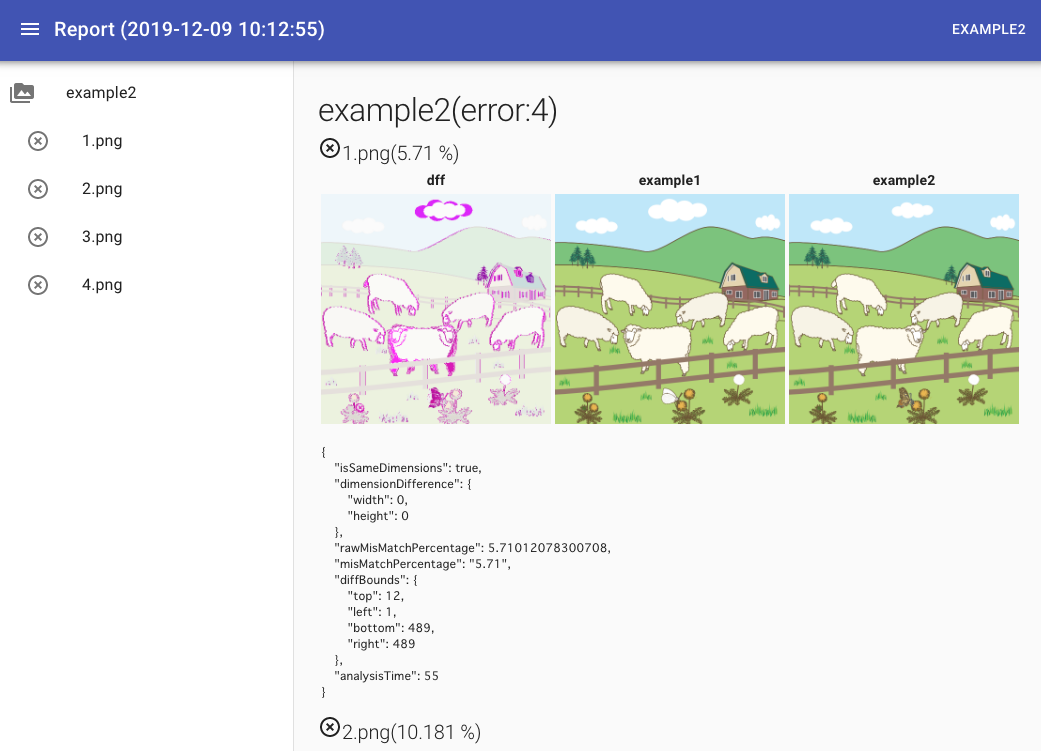 Report (2019-12-09 10:12:55)
EXAMPLE2
example2
1.png
2.png
3.png
4.png
example2(error:4)
1.png(5.71 %)
dff example1 example2
{
"isSameDimensions": true,
"dimensionDifference": {
"width": 0,
"height": 0
},
"rawMisMatchPercentage": 5.71012078300708,
"misMatchPercentage": "5.71",
"diffBounds": {
"top": 12,
"left": 1,
"bottom": 489,
"right": 489
},
"analysisTime": 55
}
2.png(10.181 %)